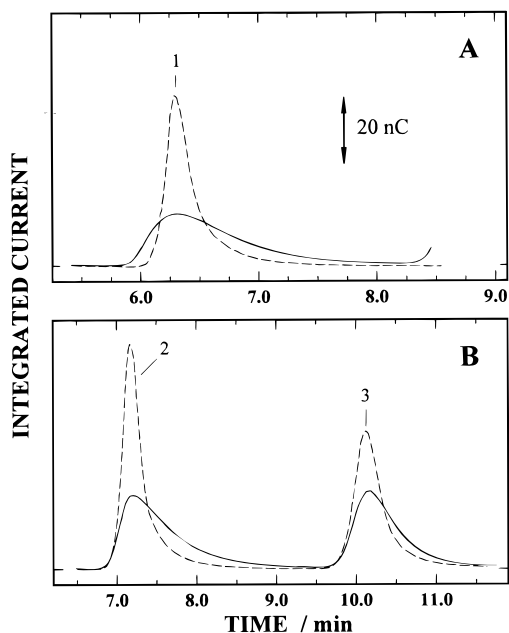 A
1
20 nC
6.0 7.0 8.0 9.0
INTEGRATED CURRENT
B
2
3
7.0 8.0 9.0 10.0 11.0
TIME / min